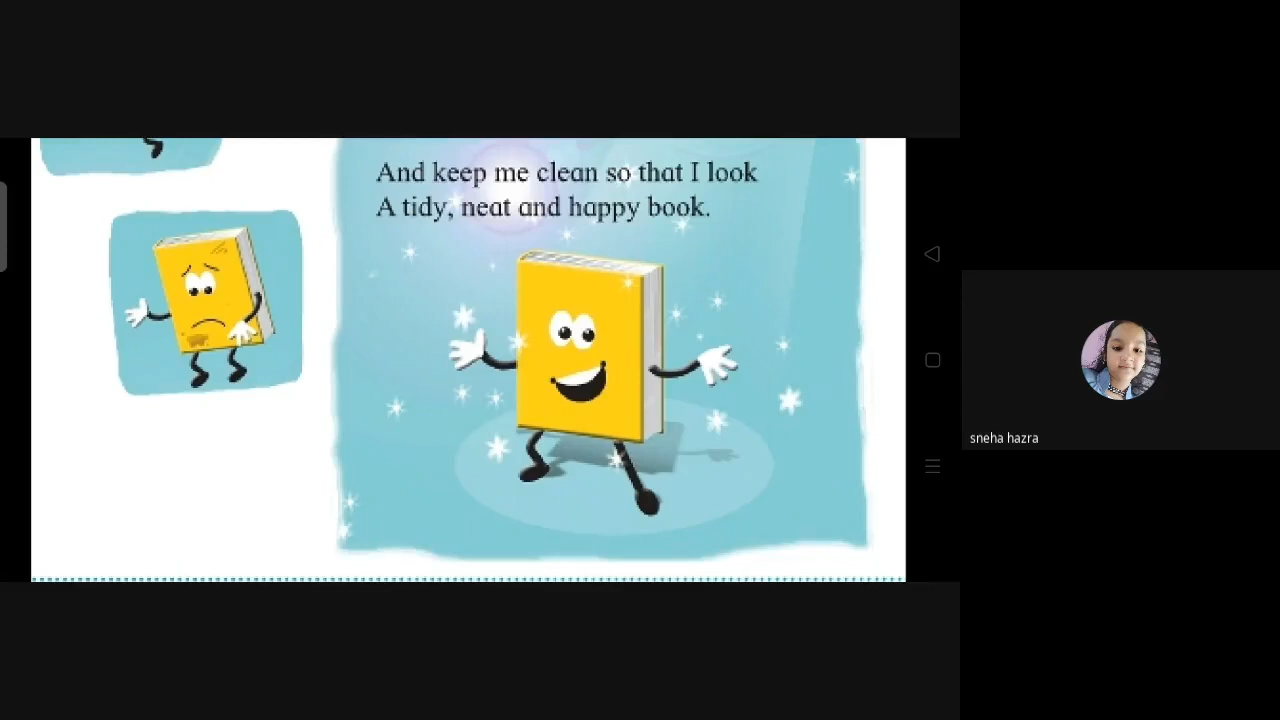 And keep me clean so that I look
A tidy, neat and happy book.
sneha hazra